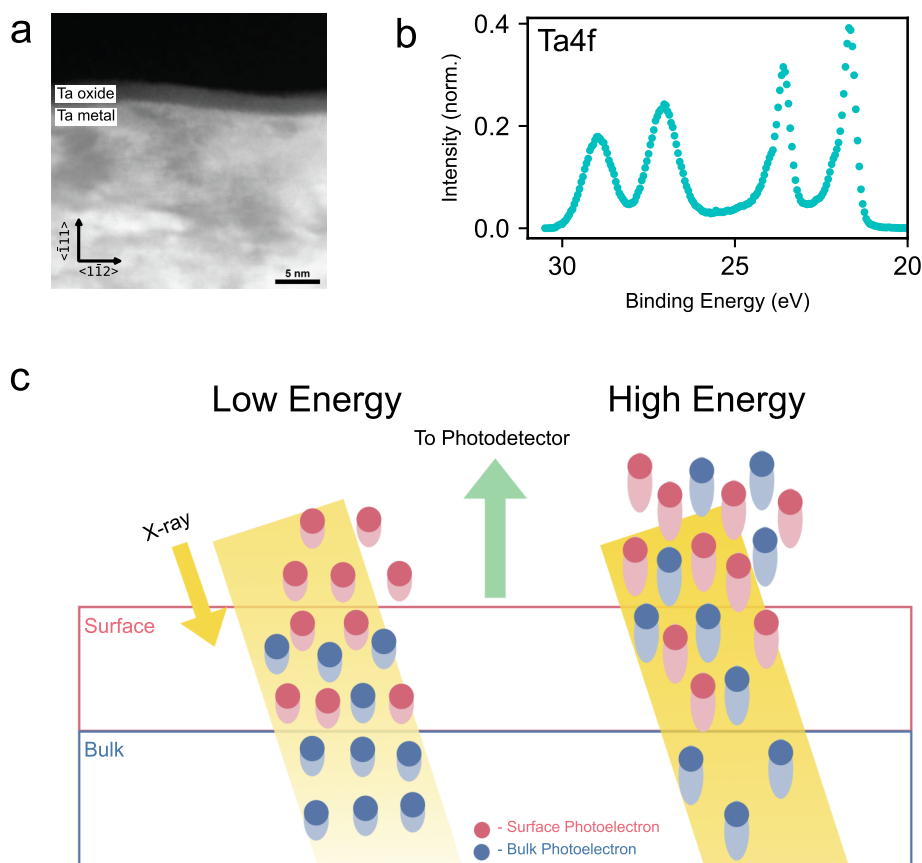 a
Ta oxide
Ta metal
<1̄11>
<11̄2>
5 nm
b
Ta4f
Intensity (norm.)
0.4
0.2
0.0
30
25
20
Binding Energy (eV)
c
Low Energy
High Energy
To Photodetector
X-ray
Surface
Bulk
- Surface Photoelectron
- Bulk Photoelectron